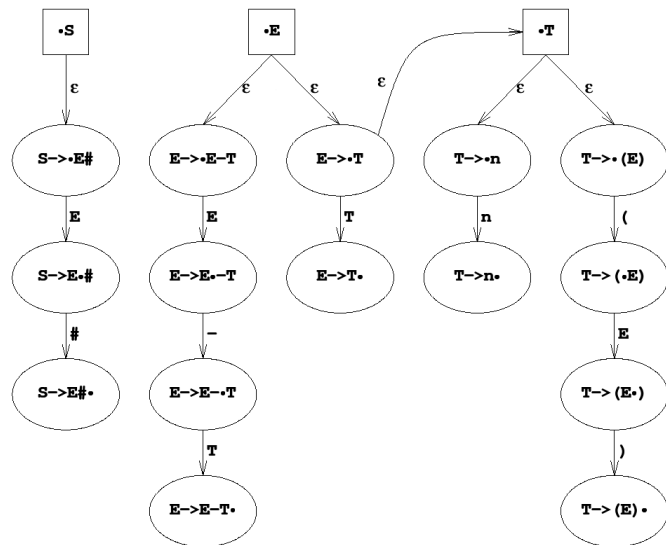 •S •E •T
ε ε ε ε ε ε
S->•E# E->•E-T E->•T T->•n T->•(E)
E E T n (
S->E•# E->E•-T E->T• T->n• T->(•E)
# - E
S->E#• E->E-•T T->(E•)
T )
E->E-T• T->(E)•